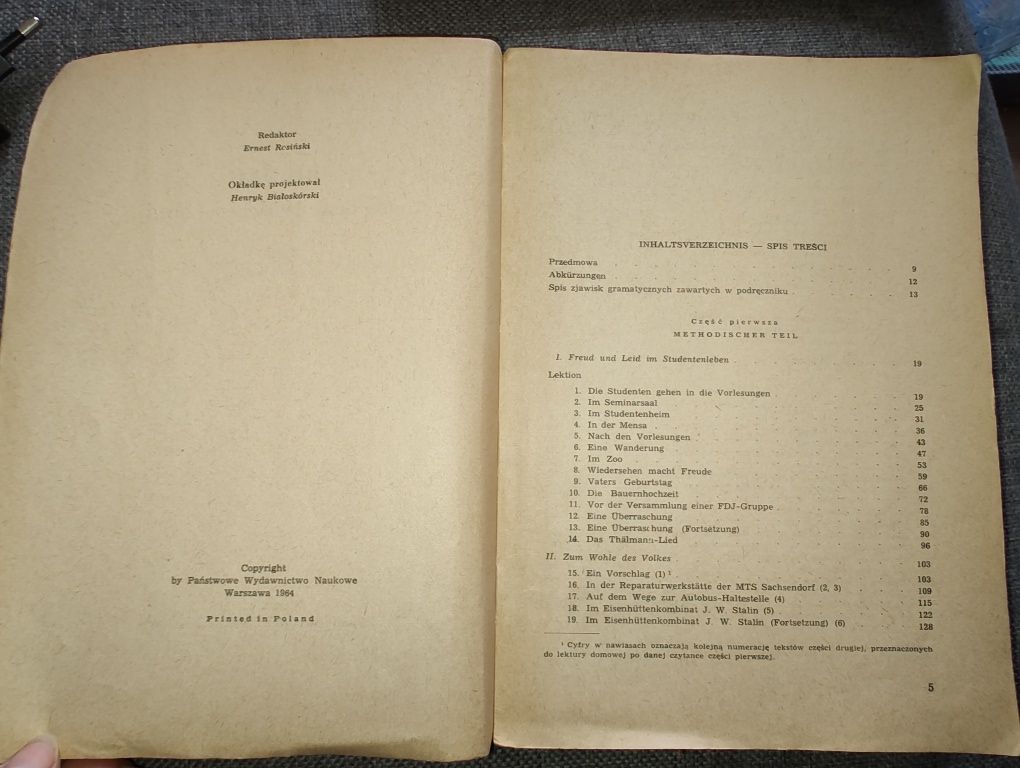 Redaktor
Ernest Rosiński
Okładkę projektował
Henryk Białoskórski
Copyright
by Państwowe Wydawnictwo Naukowe
Warszawa 1964
Printed in Poland
INHALTSVERZEICHNIS — SPIS TREŚCI
Przedmowa . . . . . . . . . . 9
Abkürzungen . . . . . . . . . . 12
Spis zjawisk gramatycznych zawartych w podręczniku . . . . . . 13
Część pierwsza
METHODISCHER TEIL
I. Freud und Leid im Studentenleben . . . . . . . 19
Lektion
1. Die Studenten gehen in die Vorlesungen . . . . . . 19
2. Im Seminarsaal . . . . . . 25
3. Im Studentenheim . . . . . . 31
4. In der Mensa . . . . . . 36
5. Nach den Vorlesungen . . . . . . 43
6. Eine Wanderung . . . . . . 47
7. Im Zoo . . . . . . 53
8. Wiedersehen macht Freude . . . . . . 59
9. Vaters Geburtstag . . . . . . 66
10. Die Bauernhochzeit . . . . . . 72
11. Vor der Versammlung einer FDJ-Gruppe . . . . . . 78
12. Eine Überraschung . . . . . . 85
13. Eine Überraschung (Fortsetzung) . . . . . . 90
14. Das Thälmann-Lied . . . . . . 96
II. Zum Wohle des Volkes . . . . . . 103
15. Ein Vorschlag (1) ¹ . . . . . . 103
16. In der Reparaturwerkstätte der MTS Sachsendorf (2, 3) . . . . 109
17. Auf dem Wege zur Autobus-Haltestelle (4) . . . . . . 115
18. Im Eisenhüttenkombinat J. W. Stalin (5) . . . . . . 122
19. Im Eisenhüttenkombinat J. W. Stalin (Fortsetzung) (6) . . . . 128
¹ Cyfry w nawiasach oznaczają kolejną numerację tekstów części drugiej, przeznaczonych
do lektury domowej po danej czytance części pierwszej.
5